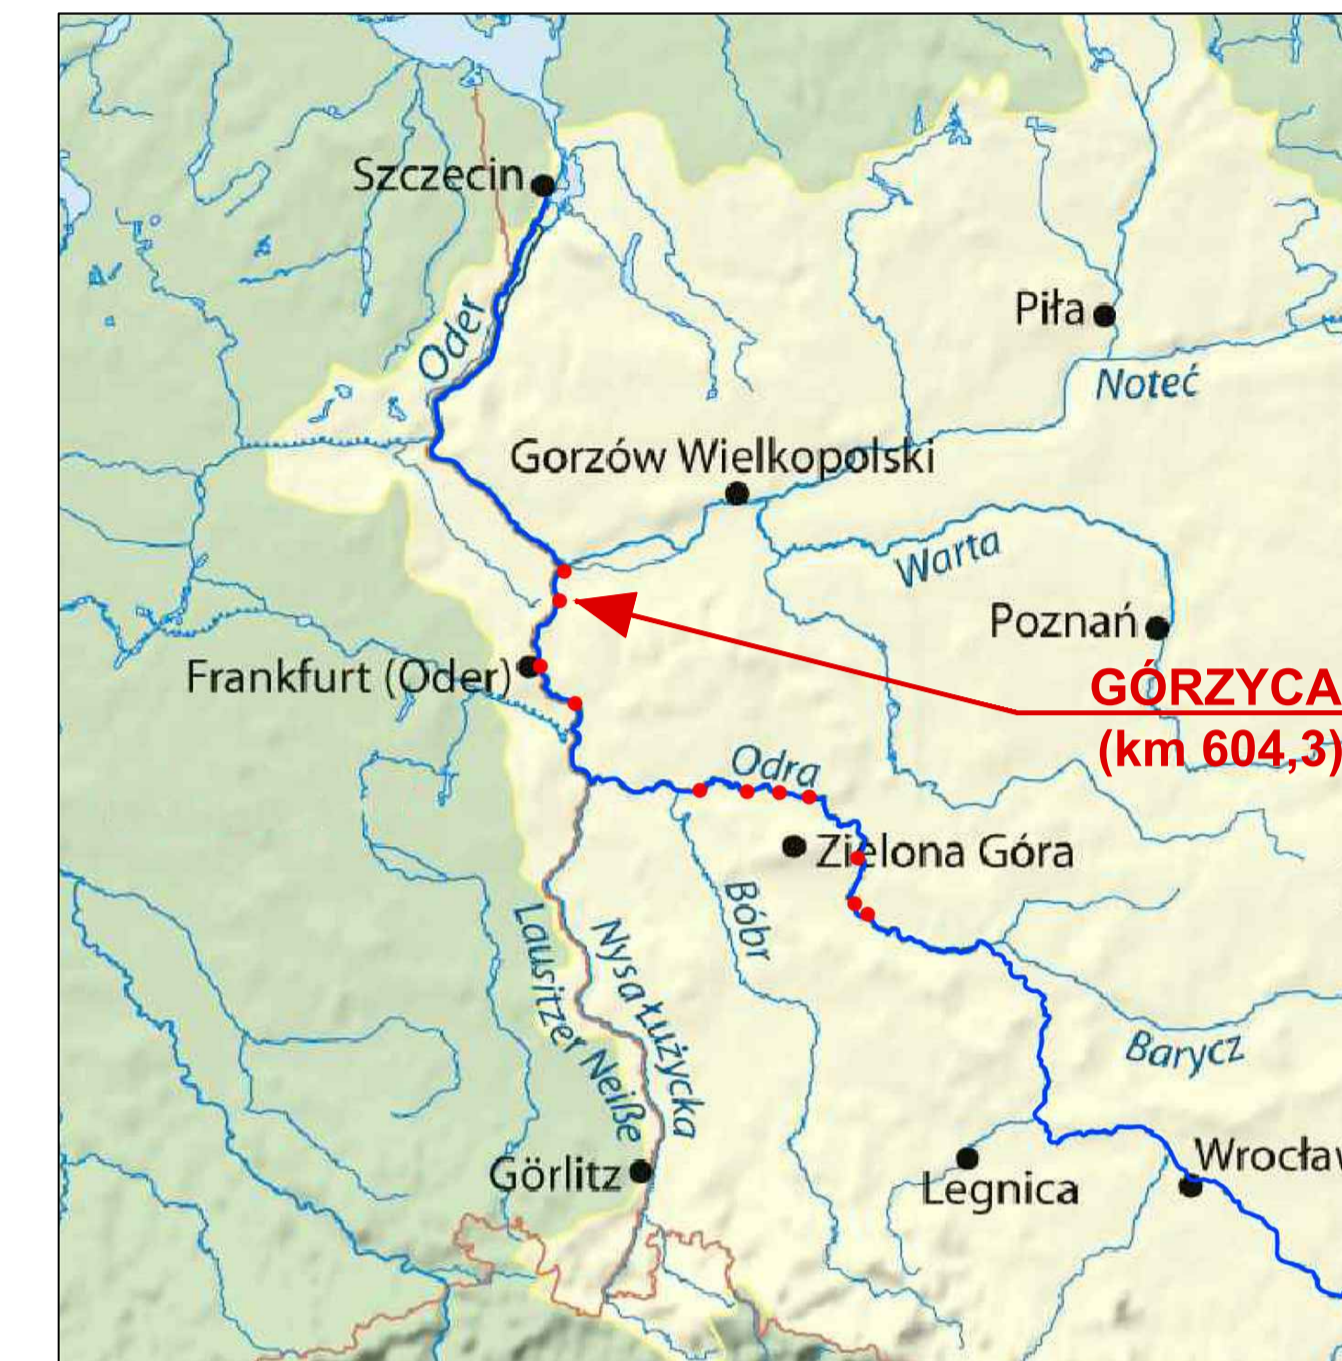 Szczecin
Oder
Piła
Noteć
Gorzów Wielkopolski
Warta
Poznań
Frankfurt (Oder)
GÓRZYCA
(km 604,3)
Odra
Zielona Góra
Bóbr
Lausitzer Neiße
Nysa Łużycka
Barycz
Görlitz
Legnica
Wrocław